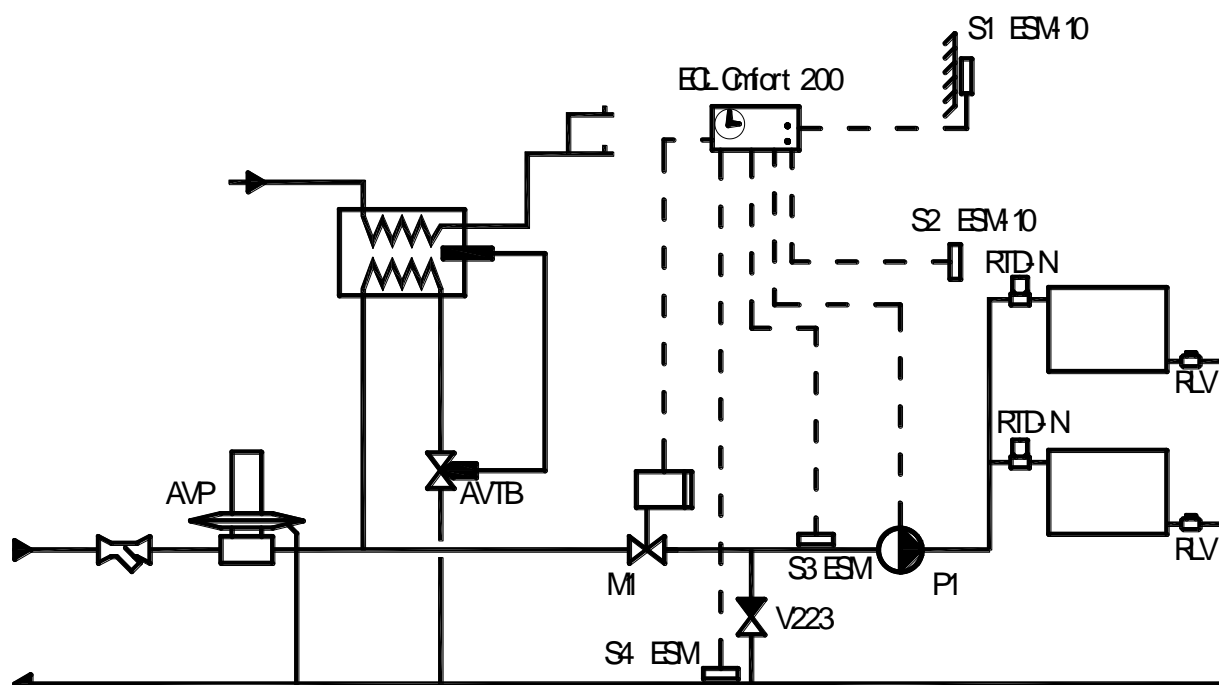 S1 ESM-10
ECL Cmfort 200
S2 ESM-10
RTD-N
RLV
RTD-N
AVP
AVTB
RLV
M1
S3 ESM
P1
V223
S4 ESM